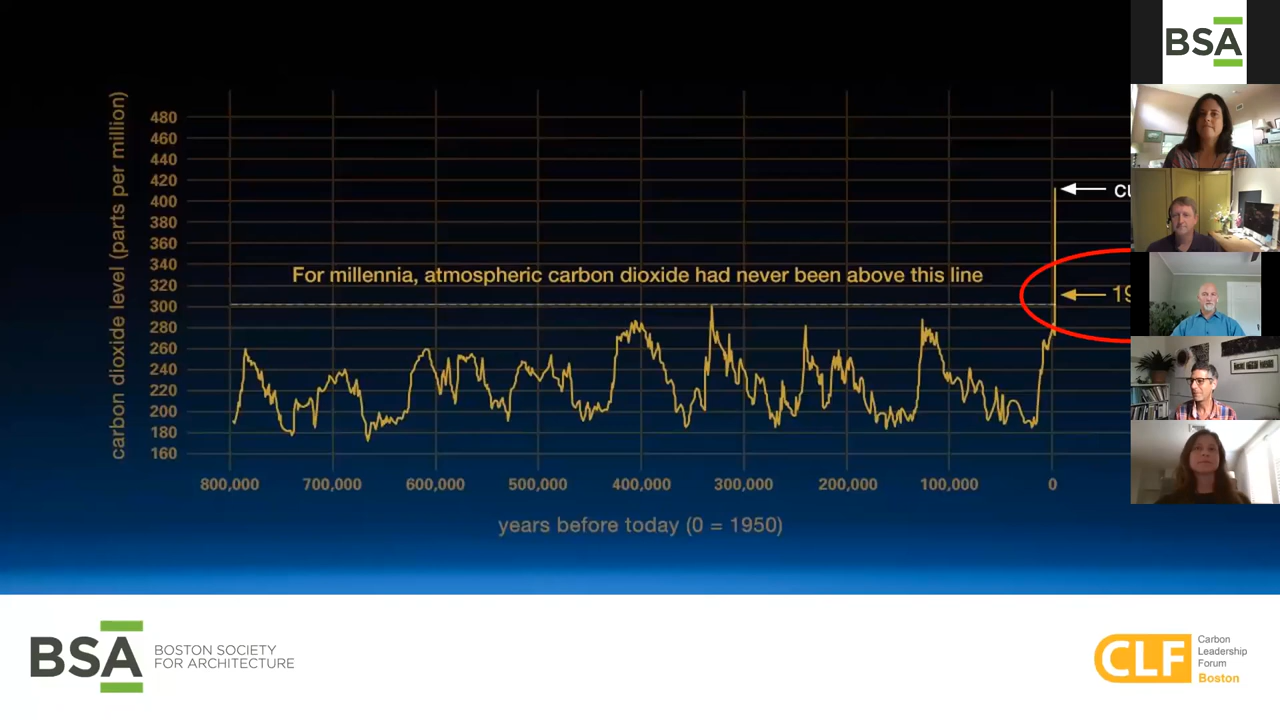 BSA
480
460
440
420
400
380
360
340
320
300
280
260
240
220
200
180
160
carbon dioxide level (parts per million)
For millennia, atmospheric carbon dioxide had never been above this line
800,000 700,000 600,000 500,000 400,000 300,000 200,000 100,000 0
years before today (0 = 1950)
BSA
BOSTON SOCIETY
FOR ARCHITECTURE
CLF
Carbon
Leadership
Forum
Boston